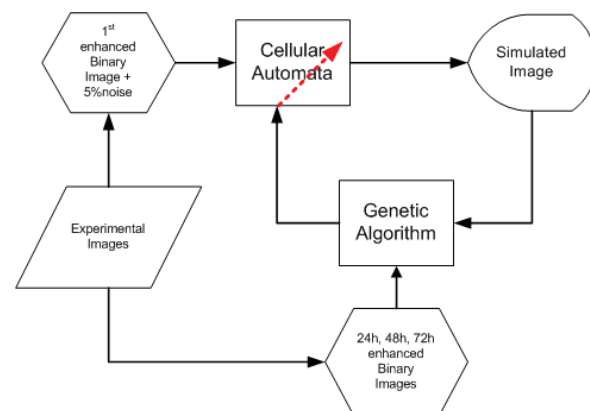 1st
enhanced
Binary
Image +
5%noise
Cellular
Automata
Simulated
Image
Experimental
Images
Genetic
Algorithm
24h, 48h, 72h
enhanced
Binary
Images